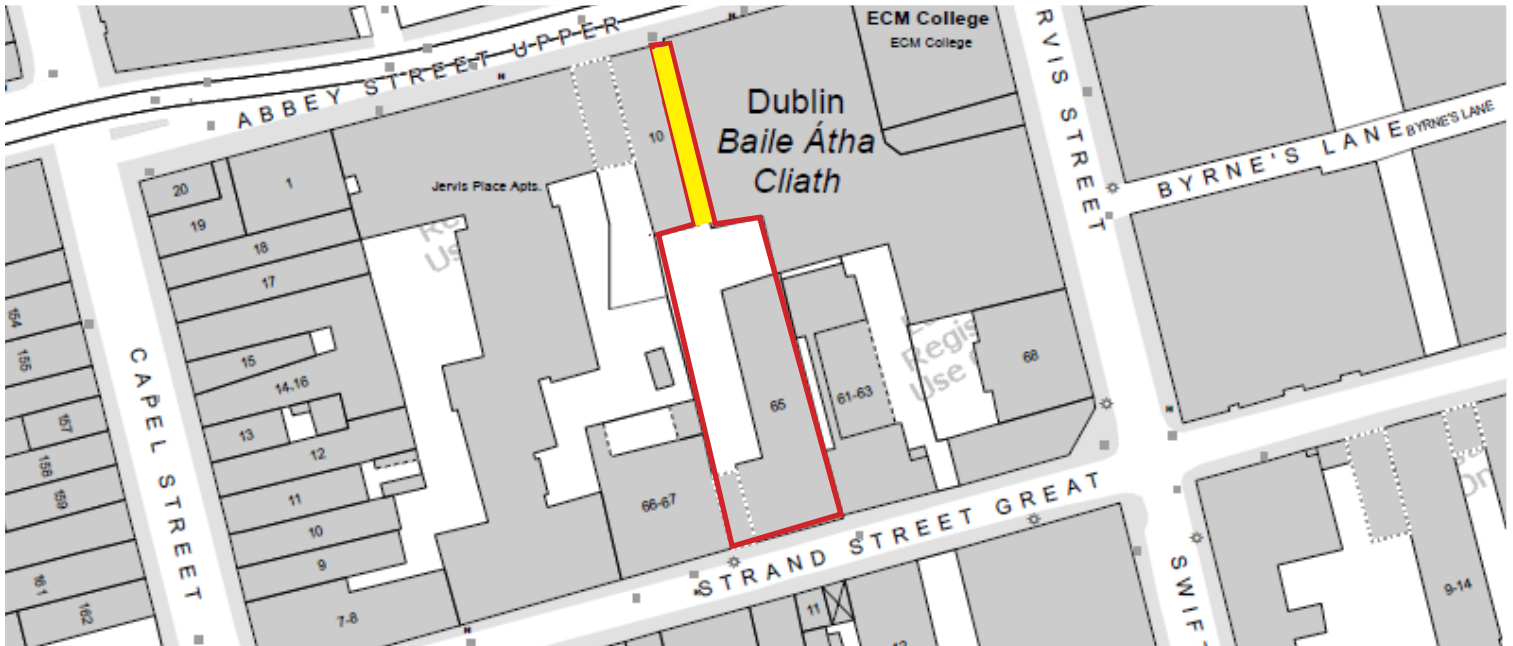 ABBEY STREET UPPER
ECM College
ECM College
RVIS STREET
Dublin
Baile Átha
Cliath
BYRNE'S LANE
BYRNE'S LANE
10
Jervis Place Apts.
20
1
19
18
17
15
14-16
13
12
11
10
9
7-8
CAPEL STREET
154
155
157
158
159
161
162
66-67
65
61-63
68
Regis
Use
STRAND STREET GREAT
11
SWIF
9-14